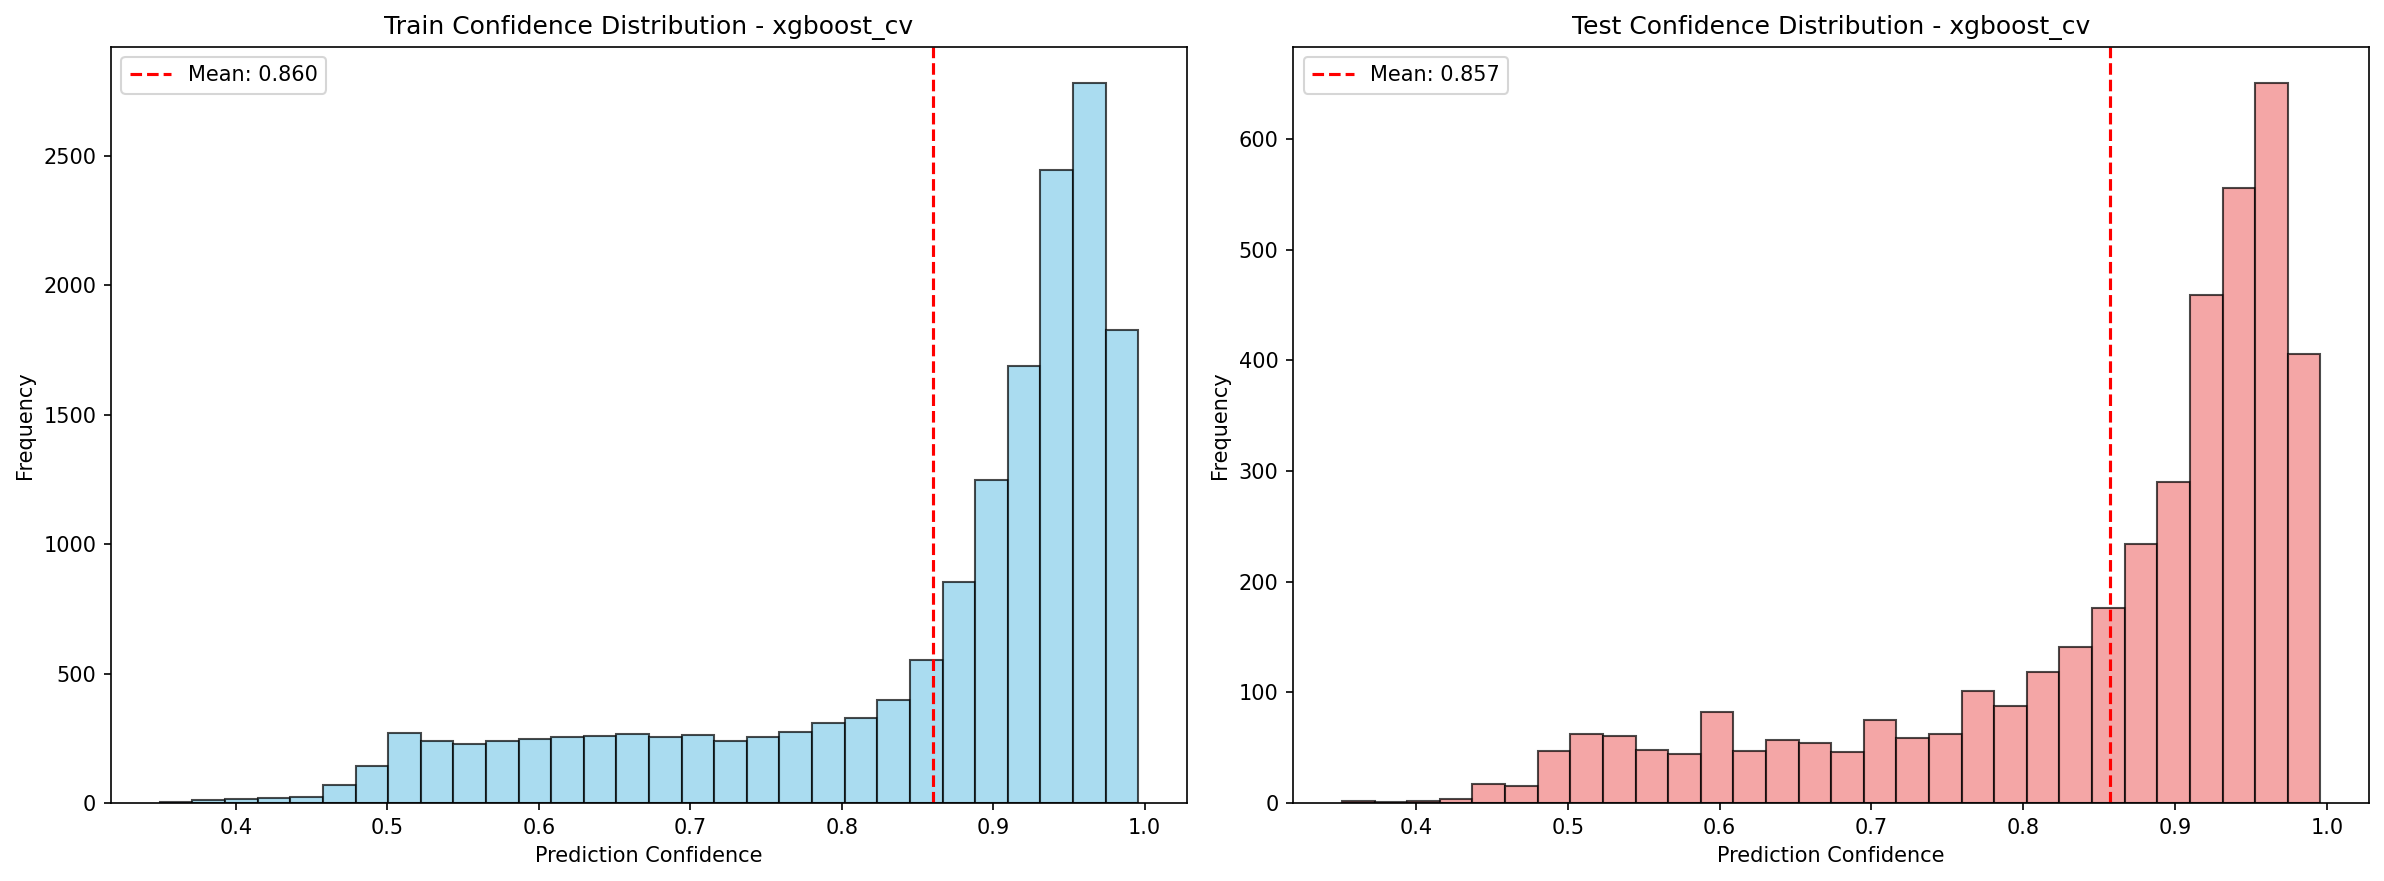 Train Confidence Distribution - xgboost_cv
Mean: 0.860
Frequency
2500
2000
1500
1000
500
0
0.4 0.5 0.6 0.7 0.8 0.9 1.0
Prediction Confidence
Test Confidence Distribution - xgboost_cv
Mean: 0.857
Frequency
600
500
400
300
200
100
0
0.4 0.5 0.6 0.7 0.8 0.9 1.0
Prediction Confidence